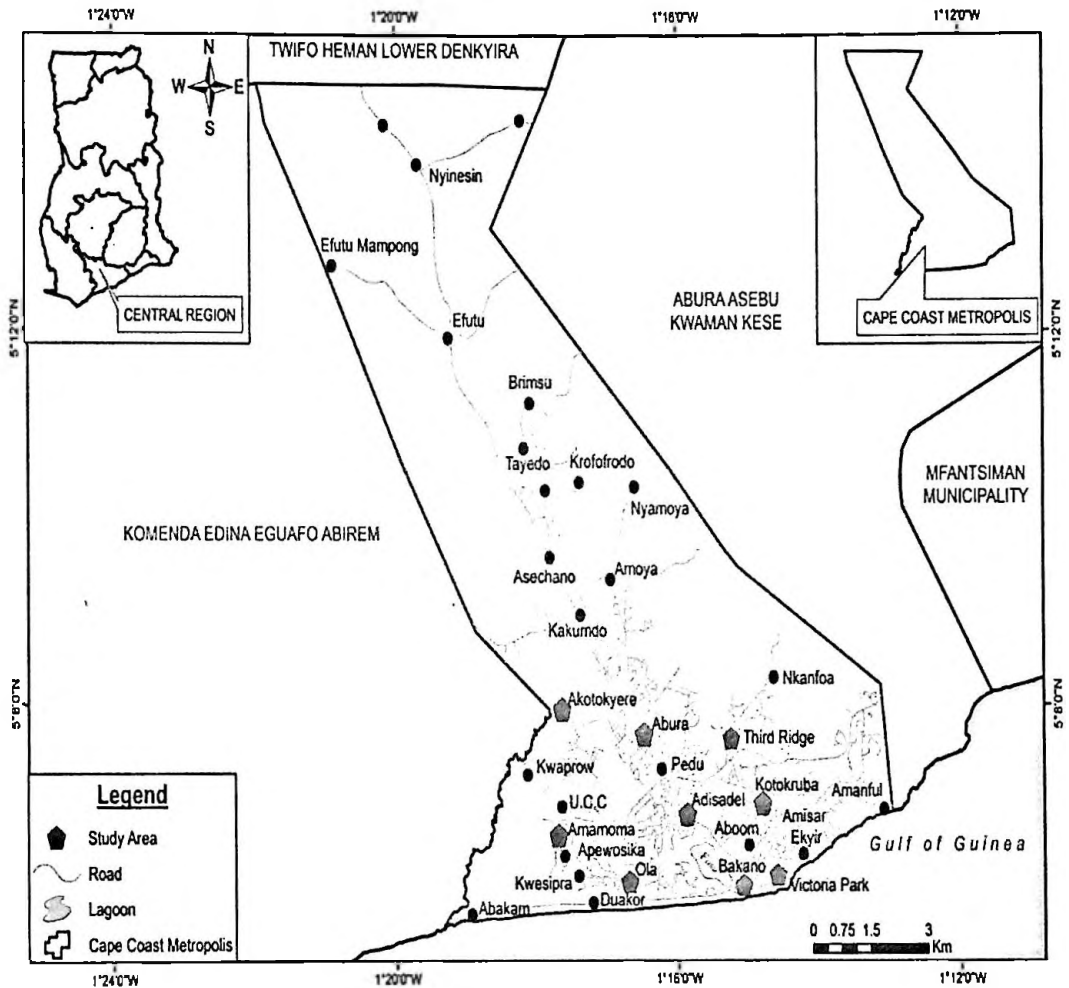 1°24'0"W
1°20'0"W
1°16'0"W
1°12'0"W
TWIFO HEMAN LOWER DENKYIRA
N
W E
S
CENTRAL REGION
CAPE COAST METROPOLIS
Nyinesin
Efutu Mampong
Efutu
ABURA ASEBU
KWAMAN KESE
5°12'0"N
5°12'0"N
Brimsu
Tayedo
Krofofrodo
Nyamoya
MFANTSIMAN
MUNICIPALITY
KOMENDA EDINA EGUAFO ABIREM
Asechano
Amoya
Kakumdo
Nkanfoa
5°8'0"N
5°8'0"N
Akotokyere
Abura
Third Ridge
Kwaprow
Pedu
Kotokruba
Amanful
U.C.C
Adisadel
Amisar
Ekyir
Aboom
Amamoma
Gulf of Guinea
Apewosika
Ola
Bakano
Kwesipra
Victoria Park
Duakor
Abakam
Legend
Study Area
Road
Lagoon
Cape Coast Metropolis
0 0.75 1.5 3
Km
1°24'0"W
1°20'0"W
1°16'0"W
1°12'0"W